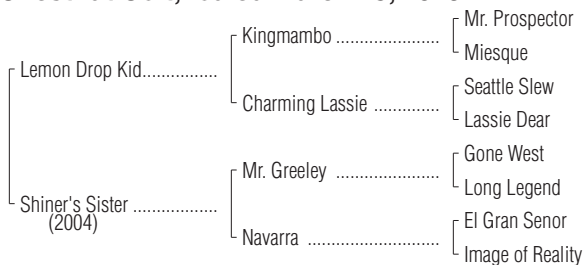 Kingmambo
Mr. Prospector
Miesque
Lemon Drop Kid
Charming Lassie
Seattle Slew
Lassie Dear
Mr. Greeley
Gone West
Long Legend
Shiner's Sister
(2004)
Navarra
El Gran Senor
Image of Reality